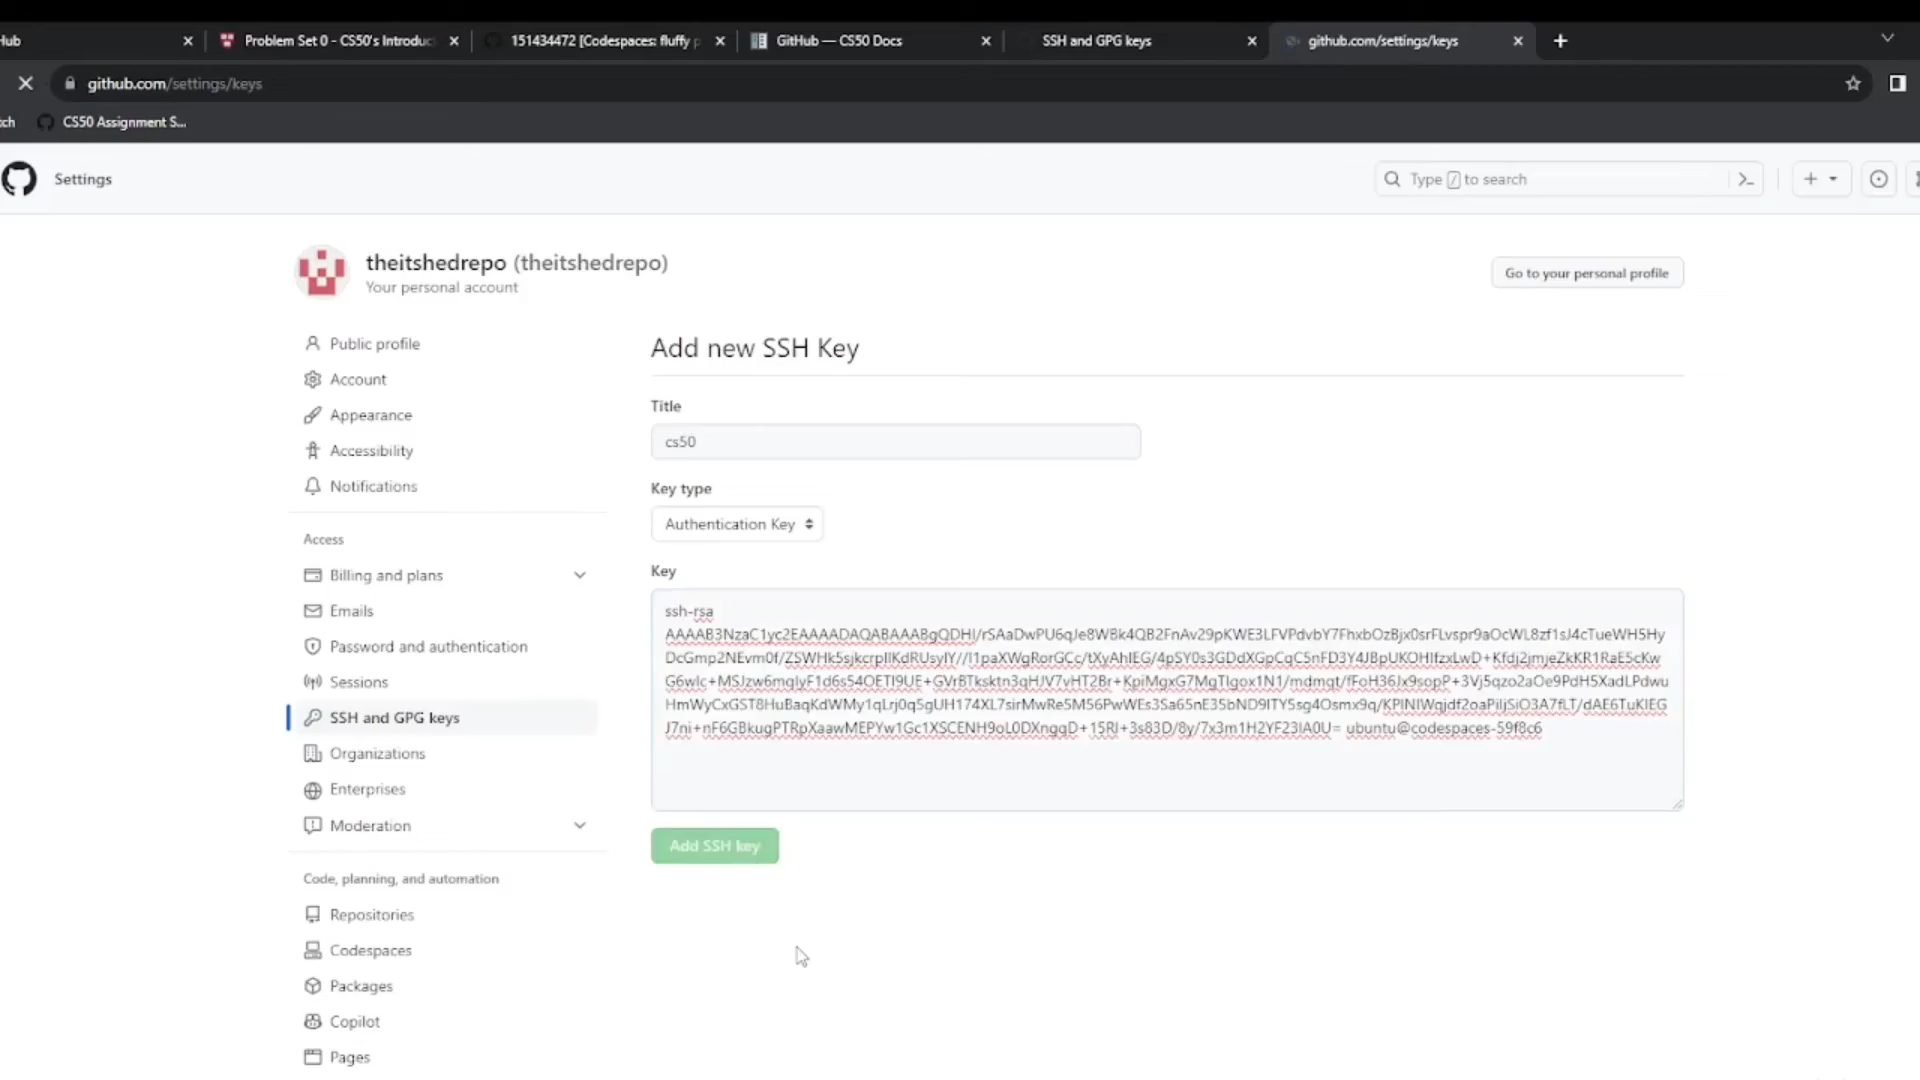 Hub
Problem Set 0 - CS50's Introduc
151434472 [Codespaces: fluffy p
GitHub — CS50 Docs
SSH and GPG keys
github.com/settings/keys
github.com/settings/keys
tch
CS50 Assignment S...
Settings
Type / to search
theitshedrepo (theitshedrepo)
Your personal account
Go to your personal profile
Public profile
Account
Appearance
Accessibility
Notifications
Access
Billing and plans
Emails
Password and authentication
Sessions
SSH and GPG keys
Organizations
Enterprises
Moderation
Code, planning, and automation
Repositories
Codespaces
Packages
Copilot
Pages
Add new SSH Key
Title
cs50
Key type
Authentication Key
Key
ssh-rsa
ubuntu@codespaces-59f8c6
Add SSH key